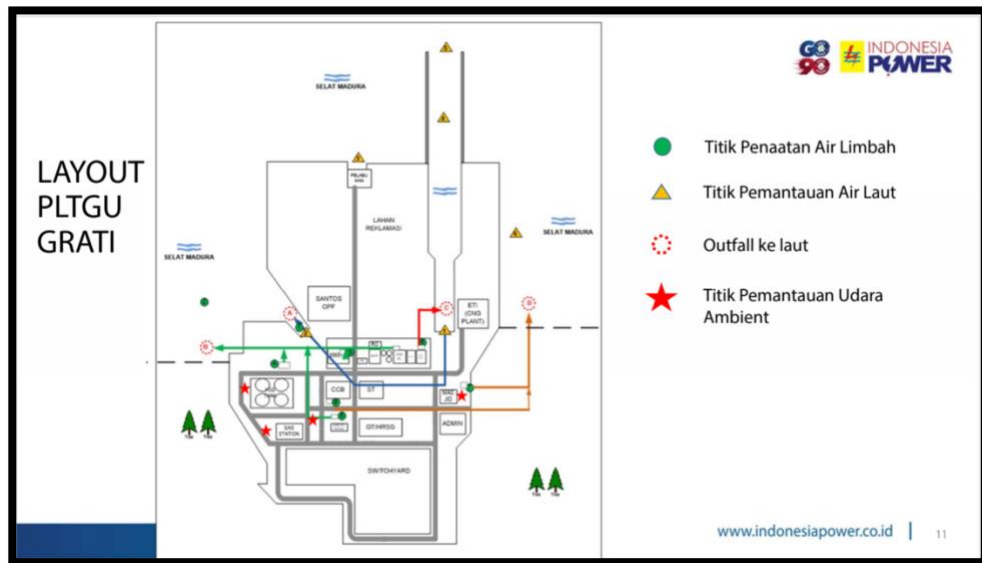 LAYOUT
PLTGU
GRATI
SELAT MADURA
SELAT MADURA
SELAT MADURA
LAHAN
REKLAMASI
SANTOS
OPF
ETI
(CNG
PLANT)
A
B
C
CCB
ST
ADMIN
GAS
STATION
GT/HRSG
SWITCHYARD
GO
90
INDONESIA
POWER
Titik Penaatan Air Limbah
Titik Pemantauan Air Laut
Outfall ke laut
Titik Pemantauan Udara
Ambient
www.indonesiapower.co.id
11